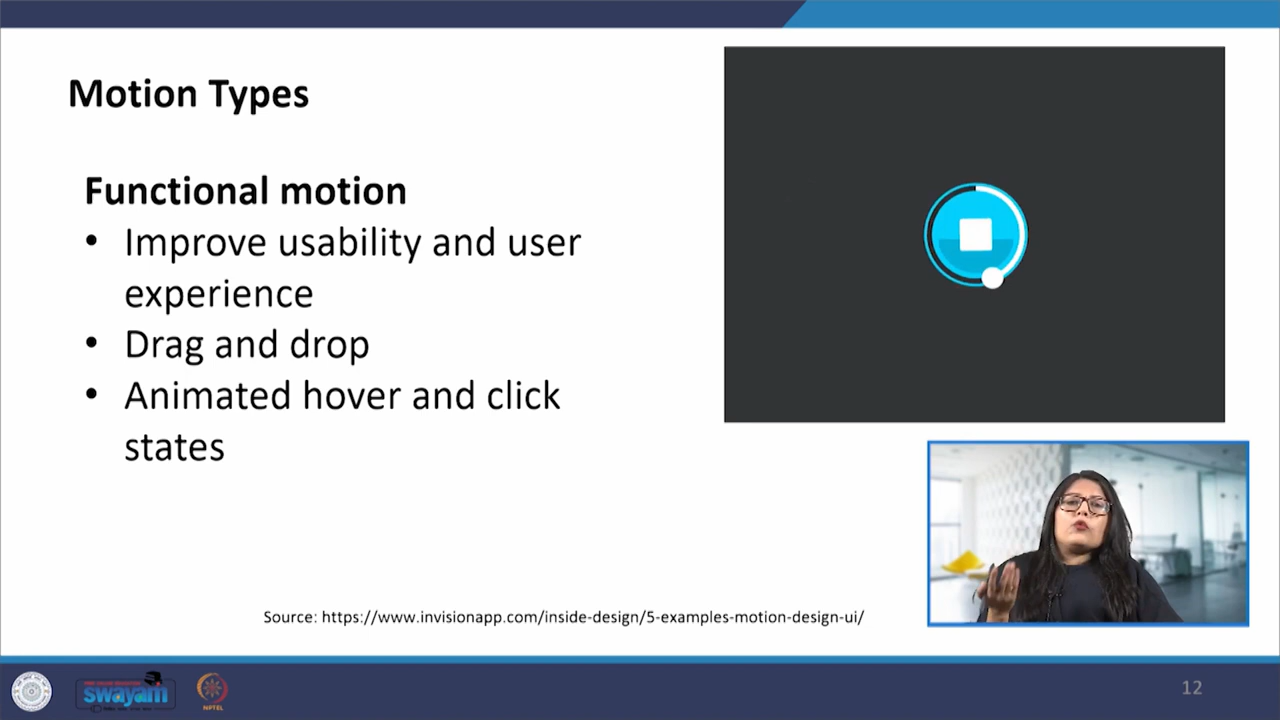 Motion Types
Functional motion
• Improve usability and user
experience
• Drag and drop
• Animated hover and click
states
Source: https://www.invisionapp.com/inside-design/5-examples-motion-design-ui/
swayam
NPTEL
12